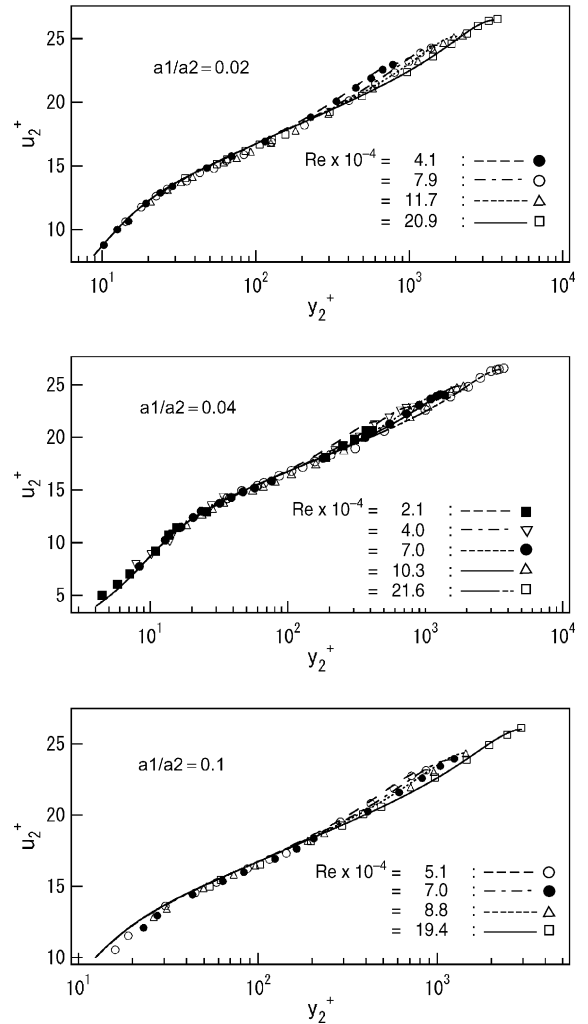 u₂⁺
25
20
15
10
a1/a2=0.02
Re x 10⁻⁴ = 4.1 :
= 7.9 :
= 11.7 :
= 20.9 :
10¹ 10² 10³ 10⁴
y₂⁺
u₂⁺
25
20
15
10
5
a1/a2=0.04
Re x 10⁻⁴ = 2.1 :
= 4.0 :
= 7.0 :
= 10.3 :
= 21.6 :
10¹ 10² 10³ 10⁴
y₂⁺
u₂⁺
25
20
15
10
a1/a2=0.1
Re x 10⁻⁴ = 5.1 :
= 7.0 :
= 8.8 :
= 19.4 :
10¹ 10² 10³
y₂⁺